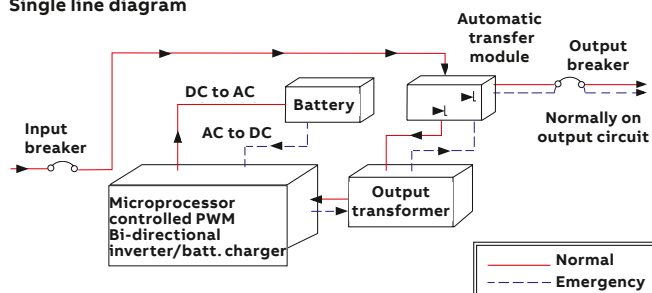 Single line diagram
Automatic
transfer
module
Output
breaker
DC to AC
Battery
AC to DC
Input
breaker
Normally on
output circuit
Microprocessor
controlled PWM
Bi-directional
inverter/batt. charger
Output
transformer
Normal
Emergency